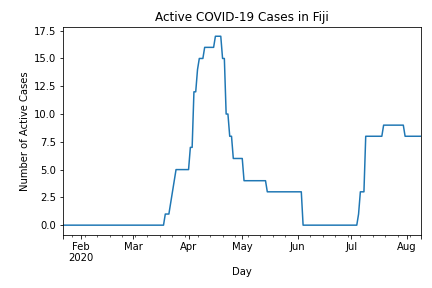 Active COVID-19 Cases in Fiji
Number of Active Cases
17.5
15.0
12.5
10.0
7.5
5.0
2.5
0.0
Feb Mar Apr May Jun Jul Aug
2020
Day